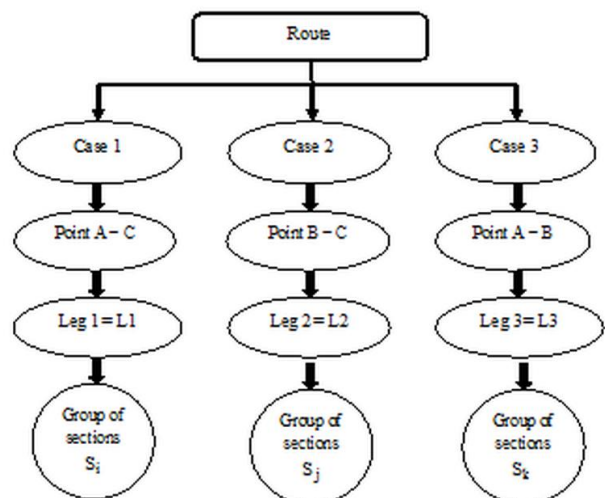 Route
Case 1
Case 2
Case 3
Point A – C
Point B – C
Point A – B
Leg 1 = L1
Leg 2 = L2
Leg 3 = L3
Group of
sections
Si
Group of
sections
Sj
Group of
sections
Sk